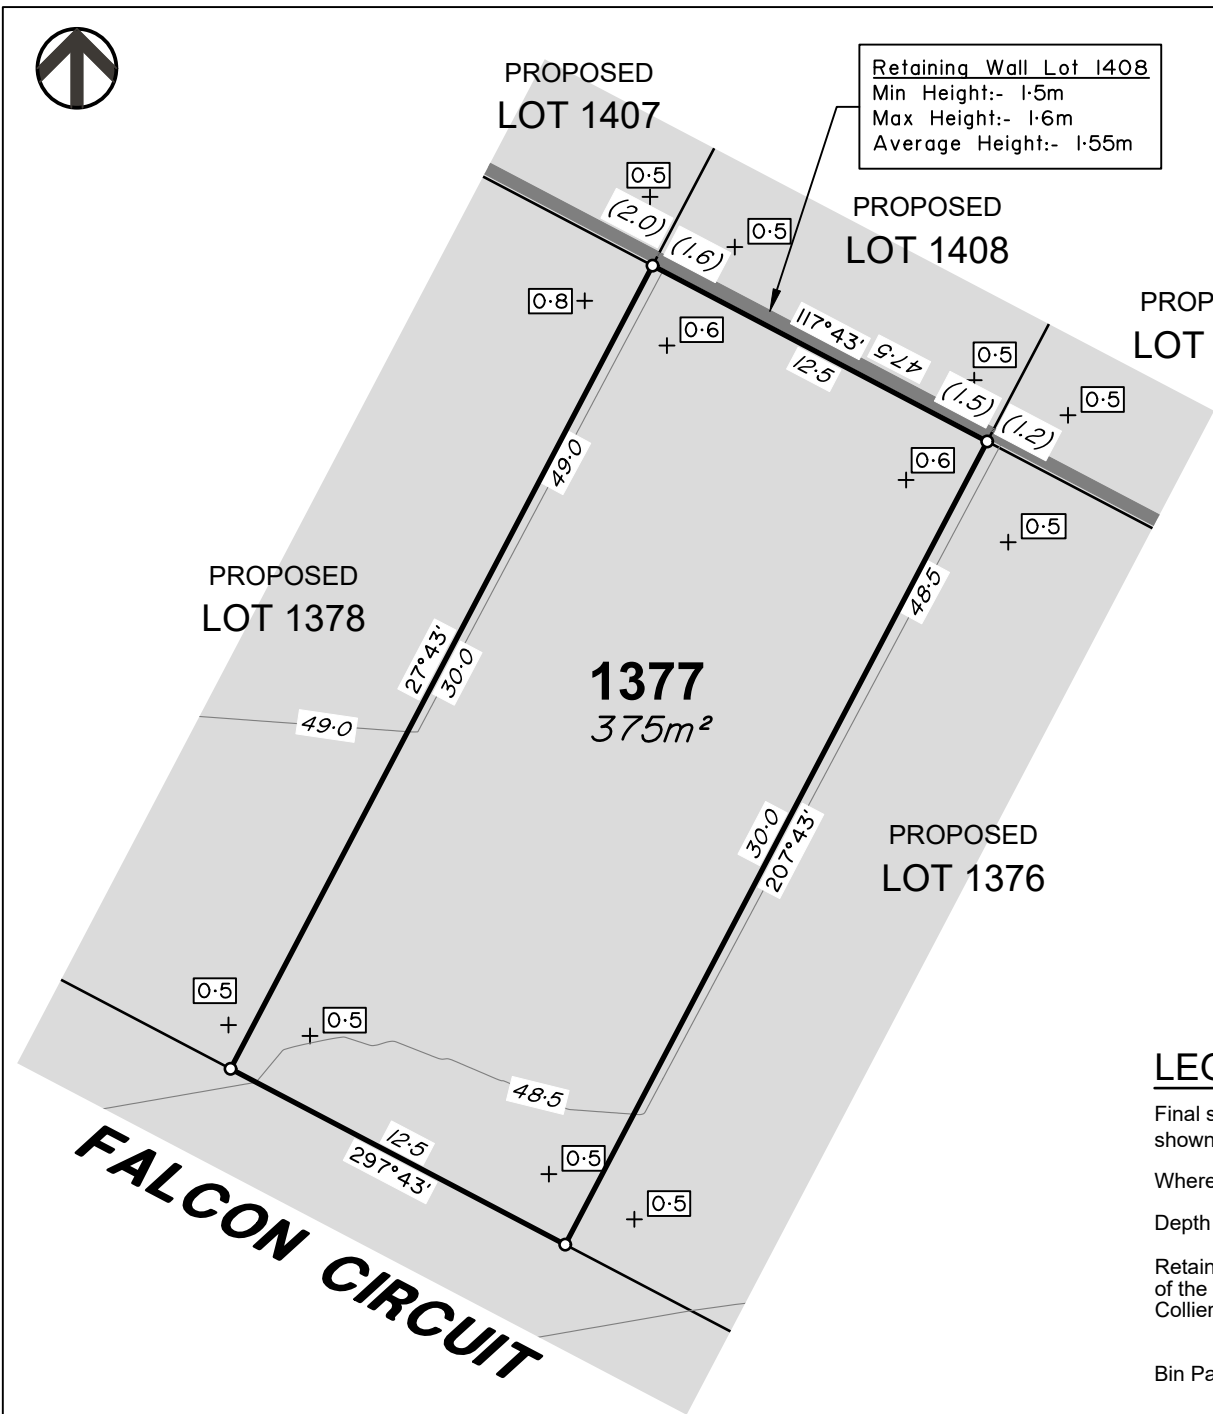 PROPOSED
LOT 1407
Retaining Wall Lot 1408
Min Height:- 1·5m
Max Height:- 1·6m
Average Height:- 1·55m
0·5
(2.0)
(1.6)
0·5
PROPOSED
LOT 1408
0·8
0·6
117°43'
47·5
12·5
0·5
PROP
LOT
(1.5)
(1.2)
0·5
0·6
0·5
49·0
48·5
PROPOSED
LOT 1378
27°43'
30·0
1377
375m²
49·0
30·0
207°43'
PROPOSED
LOT 1376
0·5
0·5
48·5
12·5
297°43'
0·5
0·5
FALCON CIRCUIT
Final s
shown
Where
Depth
Retain
of the
Collier
Bin Pa